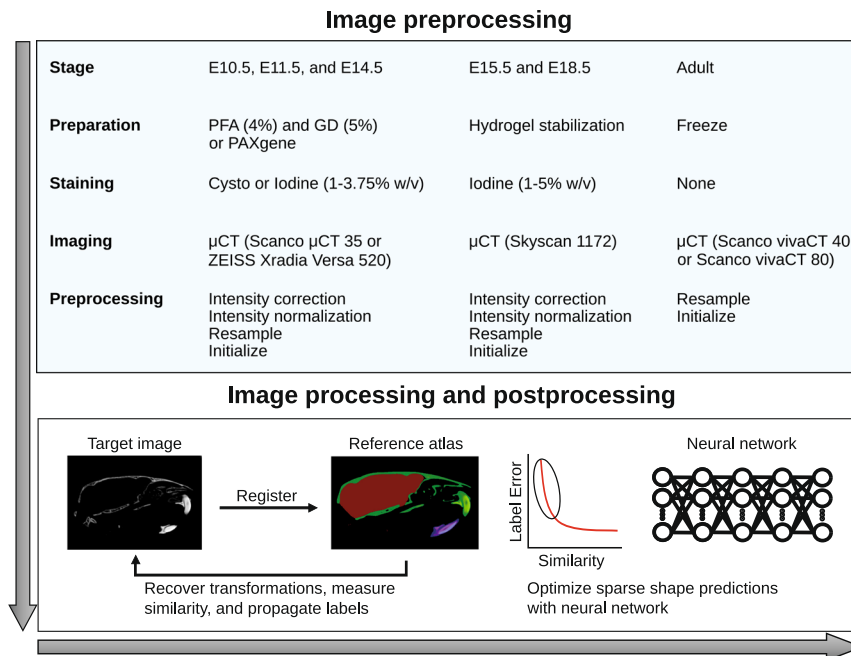 Image preprocessing
Stage E10.5, E11.5, and E14.5 E15.5 and E18.5 Adult
Preparation PFA (4%) and GD (5%) Hydrogel stabilization Freeze
or PAXgene
Staining Cysto or Iodine (1-3.75% w/v) Iodine (1-5% w/v) None
Imaging μCT (Scanco μCT 35 or μCT (Skyscan 1172) μCT (Scanco vivaCT 40
ZEISS Xradia Versa 520) or Scanco vivaCT 80)
Preprocessing Intensity correction Intensity correction Resample
Intensity normalization Intensity normalization Initialize
Resample Resample
Initialize Initialize
Image processing and postprocessing
Target image Reference atlas Neural network
Register
Label Error
Similarity
Recover transformations, measure
similarity, and propagate labels
Optimize sparse shape predictions
with neural network